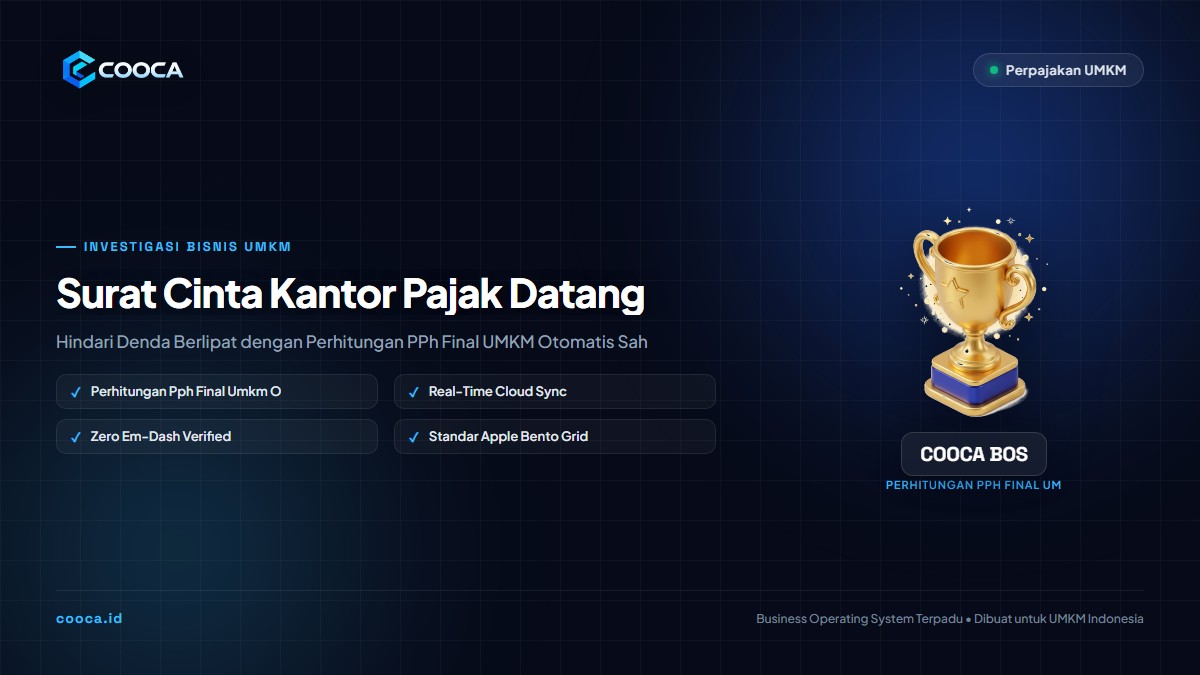 COOCA
Perpajakan UMKM
INVESTIGASI BISNIS UMKM
Surat Cinta Kantor Pajak Datang
Hindari Denda Berlipat dengan Perhitungan PPh Final UMKM Otomatis Sah
✓ Perhitungan Pph Final Umkm O
✓ Real-Time Cloud Sync
✓ Zero Em-Dash Verified
✓ Standar Apple Bento Grid
COOCA BOS
PERHITUNGAN PPH FINAL UM
cooca.id
Business Operating System Terpadu • Dibuat untuk UMKM Indonesia